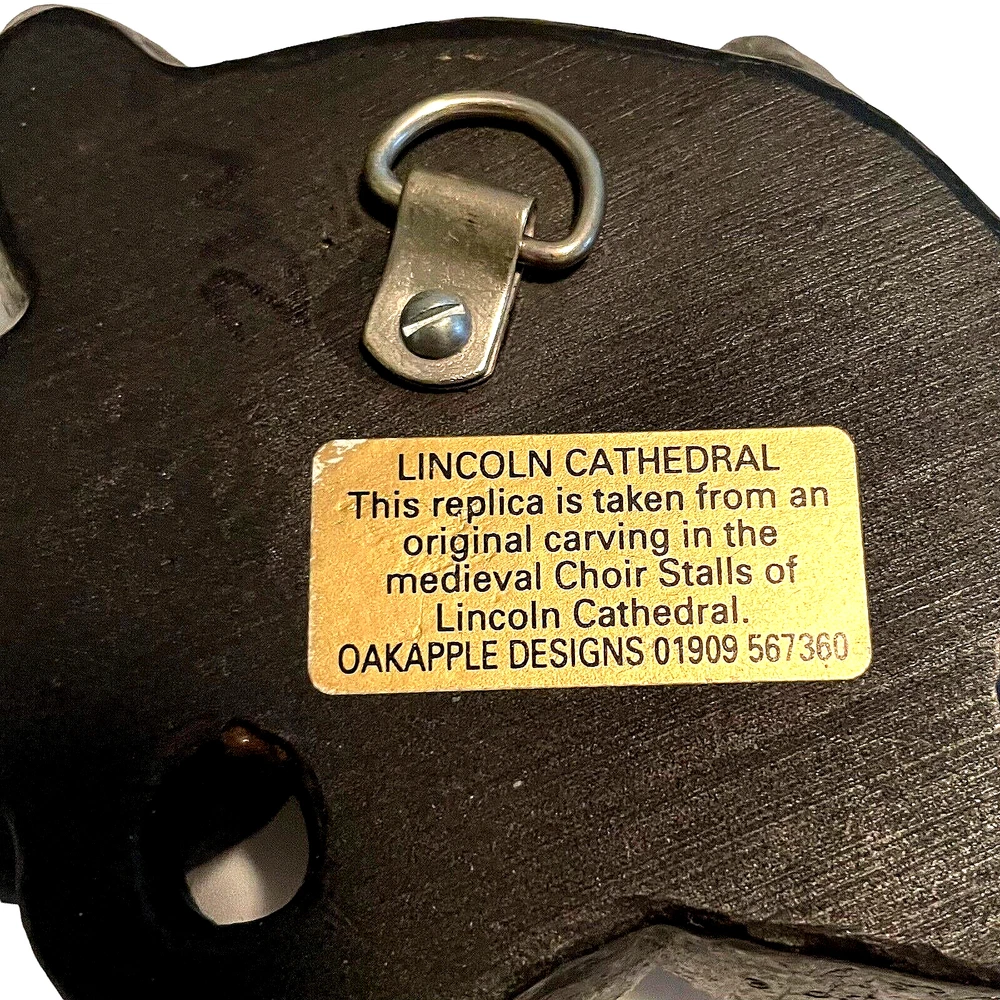 LINCOLN CATHEDRAL
This replica is taken from an
original carving in the
medieval Choir Stalls of
Lincoln Cathedral.
OAKAPPLE DESIGNS 01909 567360